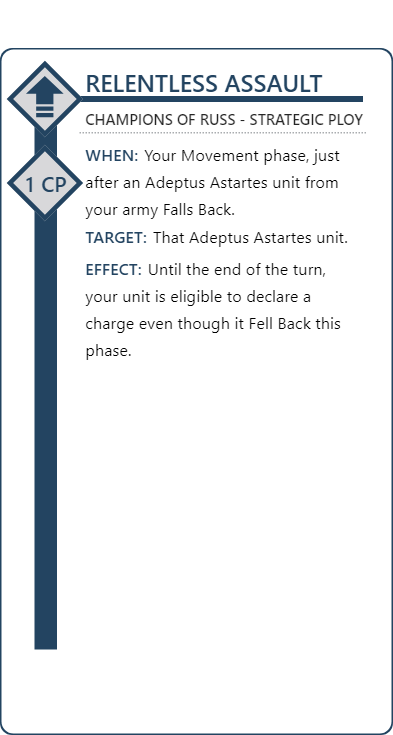 RELENTLESS ASSAULT
CHAMPIONS OF RUSS - STRATEGIC PLOY
1 CP
WHEN: Your Movement phase, just
after an Adeptus Astartes unit from
your army Falls Back.
TARGET: That Adeptus Astartes unit.
EFFECT: Until the end of the turn,
your unit is eligible to declare a
charge even though it Fell Back this
phase.